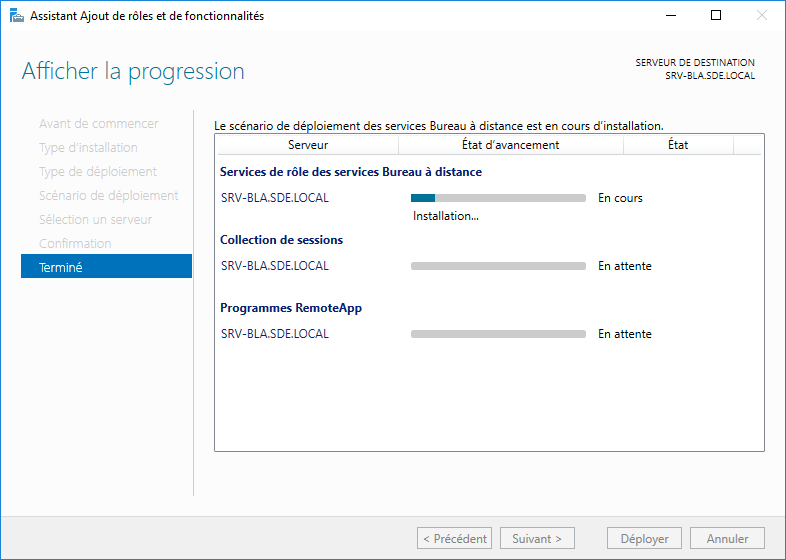 Assistant Ajout de rôles et de fonctionnalités
Afficher la progression
SERVEUR DE DESTINATION
SRV-BLA.SDE.LOCAL
Avant de commencer
Type d'installation
Type de déploiement
Scénario de déploiement
Sélection un serveur
Confirmation
Terminé
Le scénario de déploiement des services Bureau à distance est en cours d'installation.
Serveur État d'avancement État
Services de rôle des services Bureau à distance
SRV-BLA.SDE.LOCAL En cours
Installation...
Collection de sessions
SRV-BLA.SDE.LOCAL En attente
Programmes RemoteApp
SRV-BLA.SDE.LOCAL En attente
< Précédent Suivant > Déployer Annuler